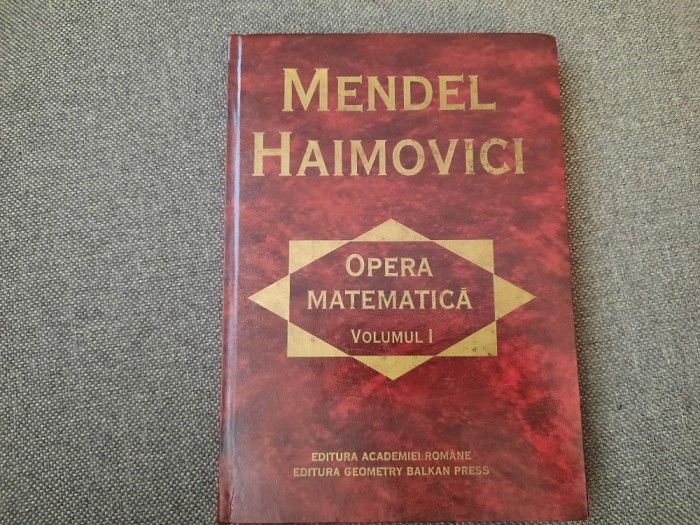 MENDEL
HAIMOVICI
OPERA
MATEMATICĂ
VOLUMUL I
EDITURA ACADEMIEI ROMÂNE
EDITURA GEOMETRY BALKAN PRESS